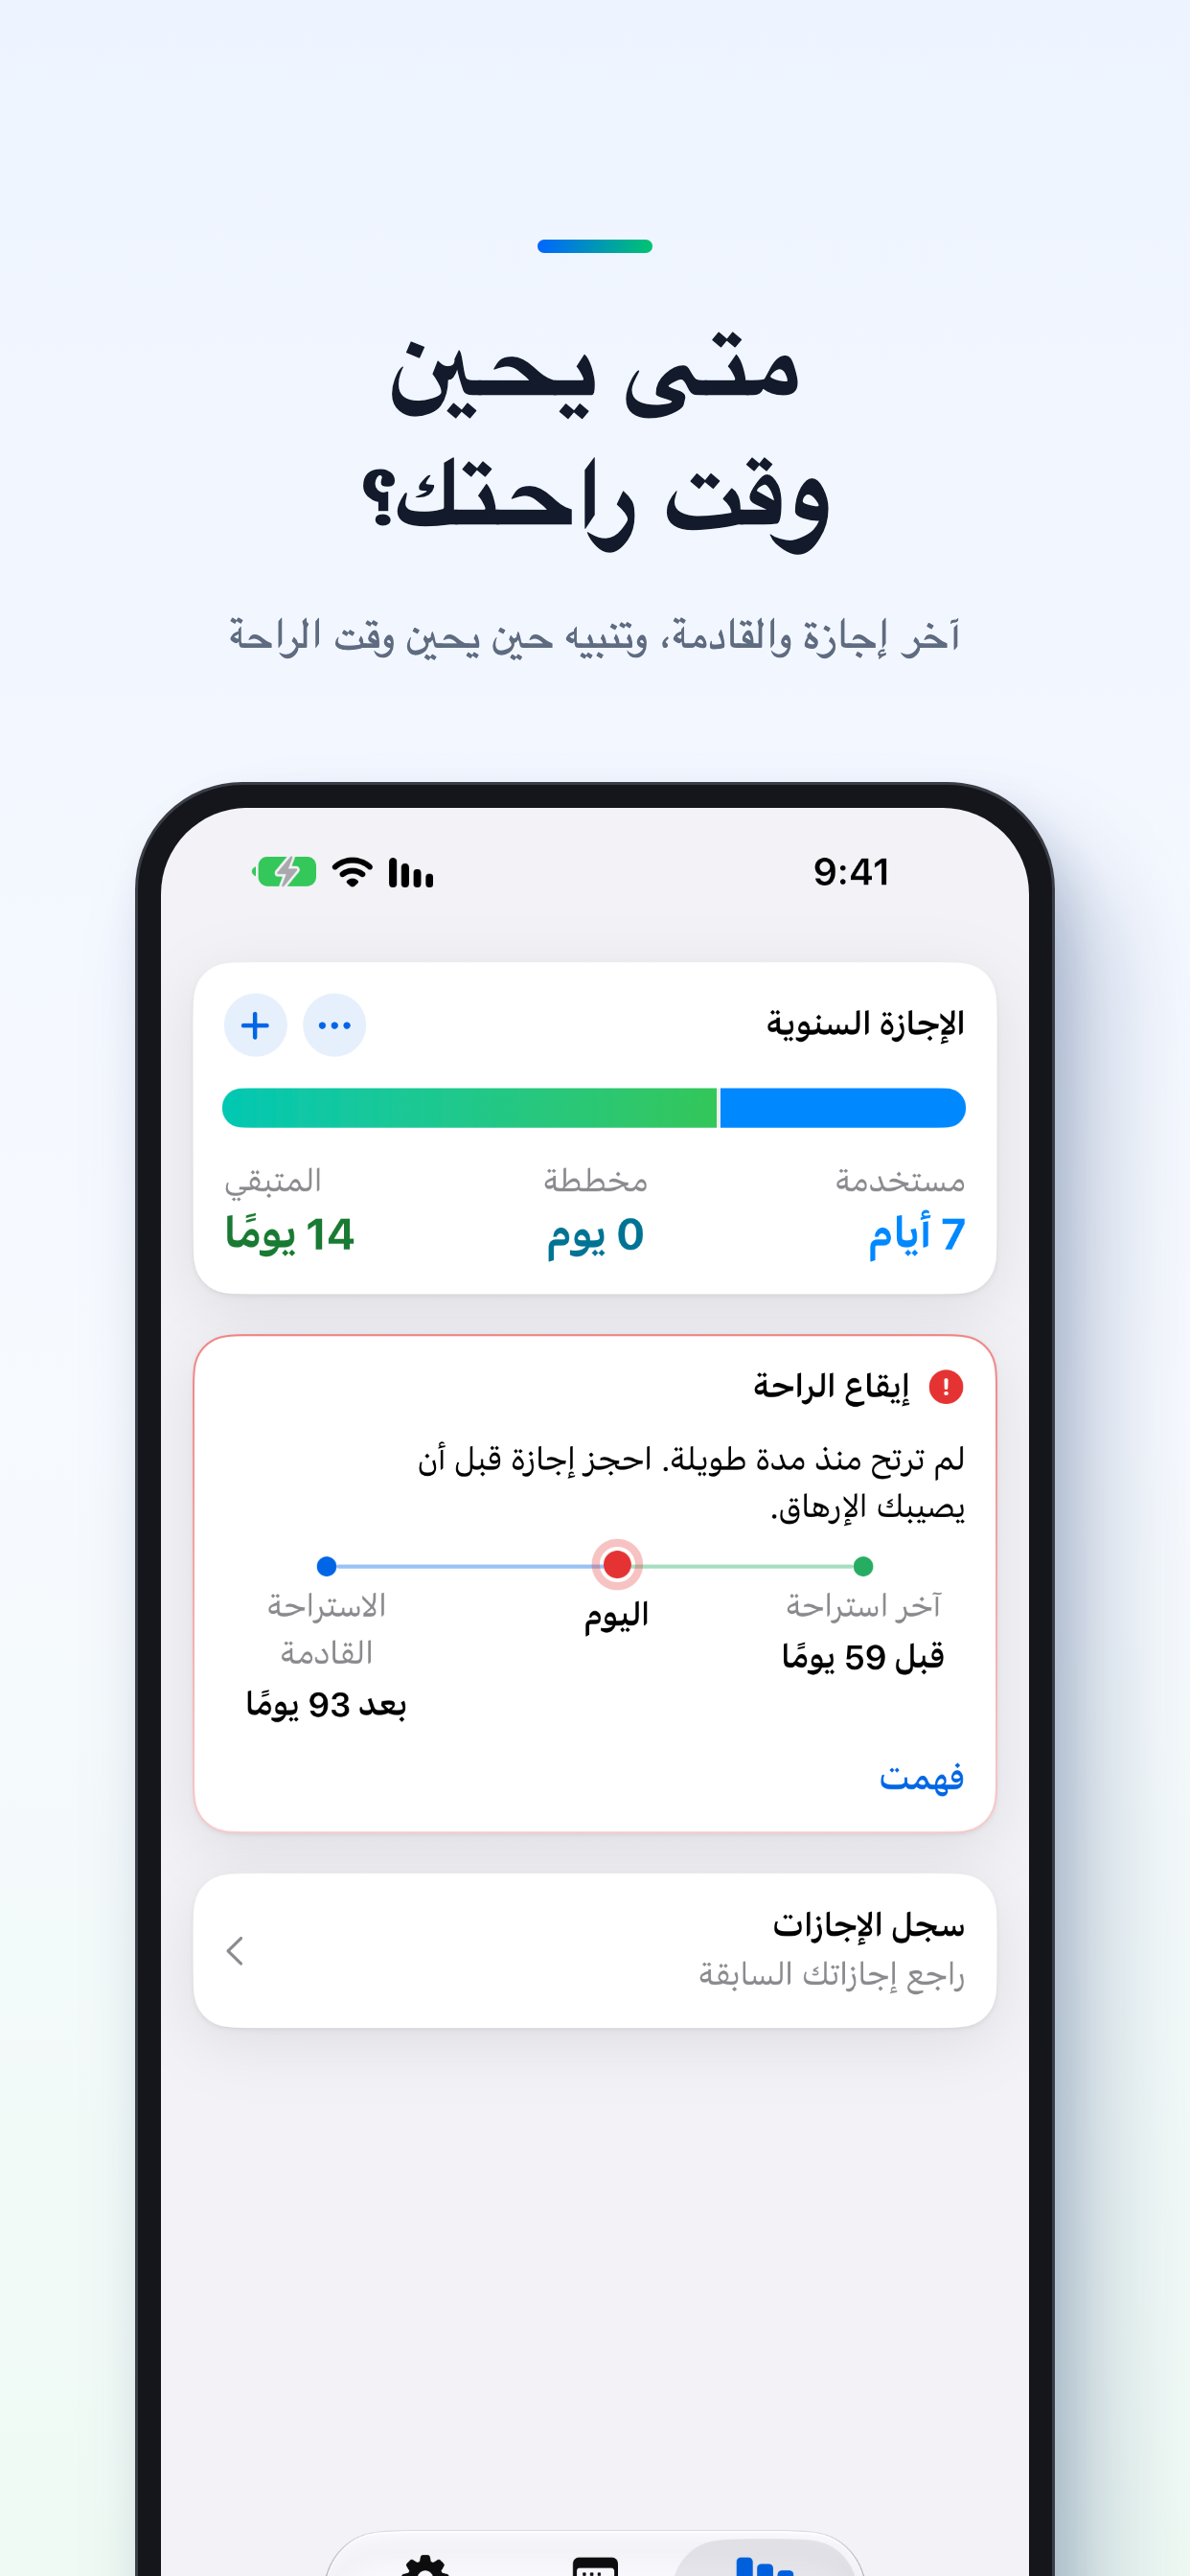 متى يحين
وقت راحتك؟
آخر إجازة والقادمة، وتنبيه حين يحين وقت الراحة
9:41
الإجازة السنوية
مستخدمة
7 أيام
مخططة
0 يوم
المتبقي
14 يومًا
إيقاع الراحة
لم ترتح منذ مدة طويلة. احجز إجازة قبل أن
يصيبك الإرهاق.
آخر استراحة
قبل 59 يومًا
اليوم
الاستراحة
القادمة
بعد 93 يومًا
فهمت
سجل الإجازات
راجع إجازاتك السابقة